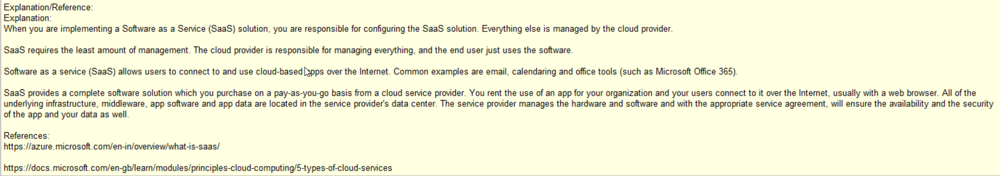 Explanation/Reference:
Explanation:
When you are implementing a Software as a Service (SaaS) solution, you are responsible for configuring the SaaS solution. Everything else is managed by the cloud provider.
SaaS requires the least amount of management. The cloud provider is responsible for managing everything, and the end user just uses the software.
Software as a service (SaaS) allows users to connect to and use cloud-based apps over the Internet. Common examples are email, calendaring and office tools (such as Microsoft Office 365).
SaaS provides a complete software solution which you purchase on a pay-as-you-go basis from a cloud service provider. You rent the use of an app for your organization and your users connect to it over the Internet, usually with a web browser. All of the
underlying infrastructure, middleware, app software and app data are located in the service provider's data center. The service provider manages the hardware and software and with the appropriate service agreement, will ensure the availability and the security
of the app and your data as well.
References:
https://azure.microsoft.com/en-in/overview/what-is-saas/
https://docs.microsoft.com/en-gb/learn/modules/principles-cloud-computing/5-types-of-cloud-services